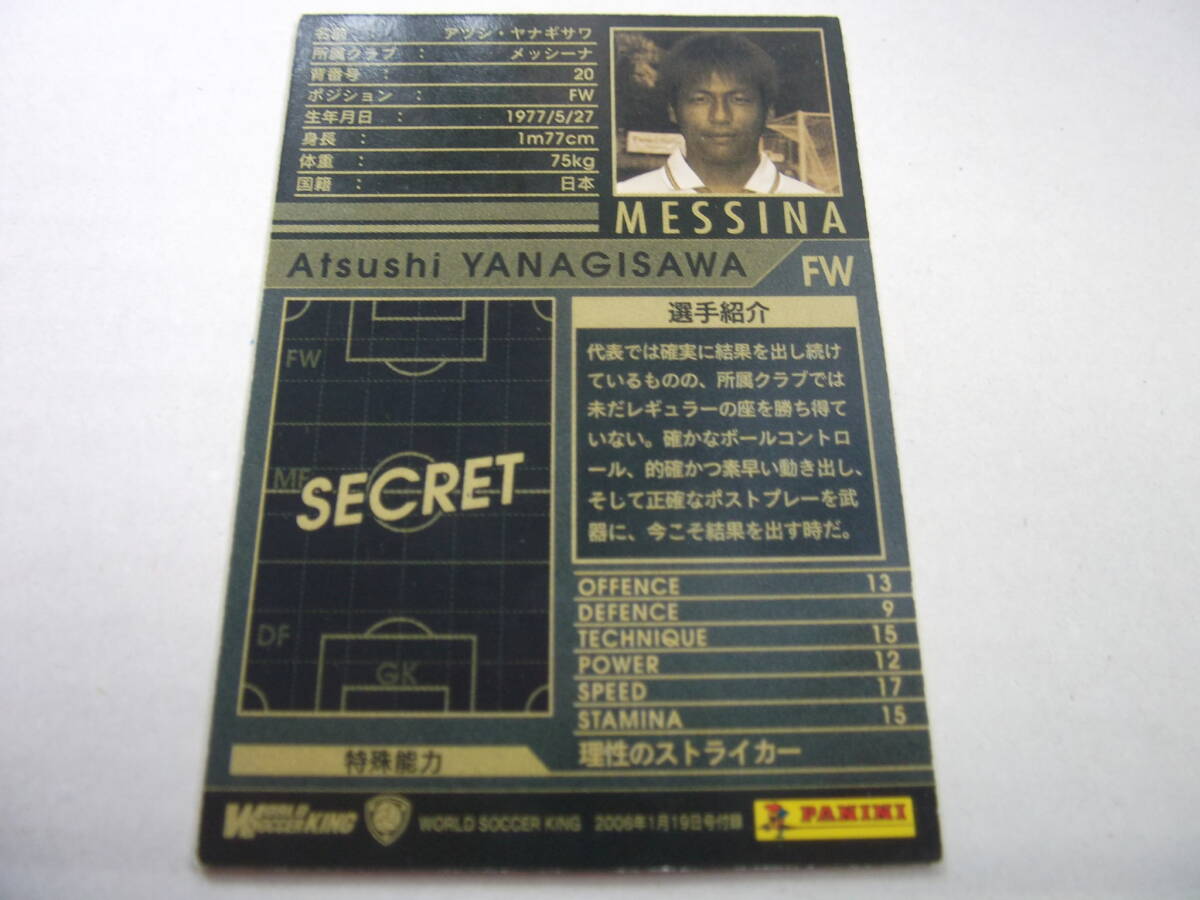 名前 : アツシ・ヤナギサワ
所属クラブ : メッシーナ
背番号 : 20
ポジション : FW
生年月日 : 1977/5/27
身長 : 1m77cm
体重 : 75kg
国籍 : 日本
MESSINA
Atsushi YANAGISAWA
FW
FW
MF
SECRET
DF
GK
選手紹介
代表では確実に結果を出し続け
ているものの、所属クラブでは
未だレギュラーの座を勝ち得て
いない。確かなボールコントロ
ール、的確かつ素早い動き出し、
そして正確なポストプレーを武
器に、今こそ結果を出す時だ。
OFFENCE 13
DEFENCE 9
TECHNIQUE 15
POWER 12
SPEED 17
STAMINA 15
特殊能力
理性のストライカー
WORLD SOCCER KING
WORLD SOCCER KING 2006年1月19日号付録
PANINI